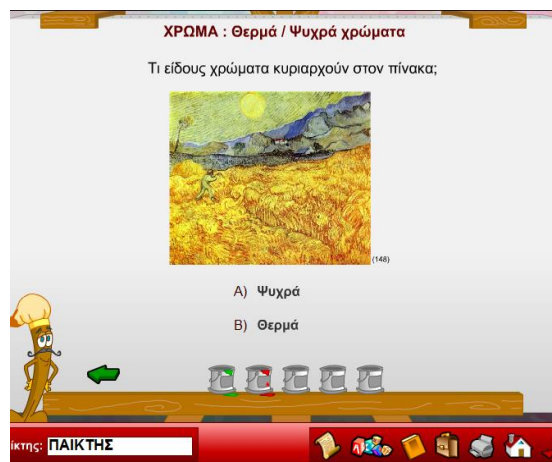 ΧΡΩΜΑ : Θερμά / Ψυχρά χρώματα
Τι είδους χρώματα κυριαρχούν στον πίνακα;
(148)
Α) Ψυχρά
Β) Θερμά
ίκτης: ΠΑΙΚΤΗΣ